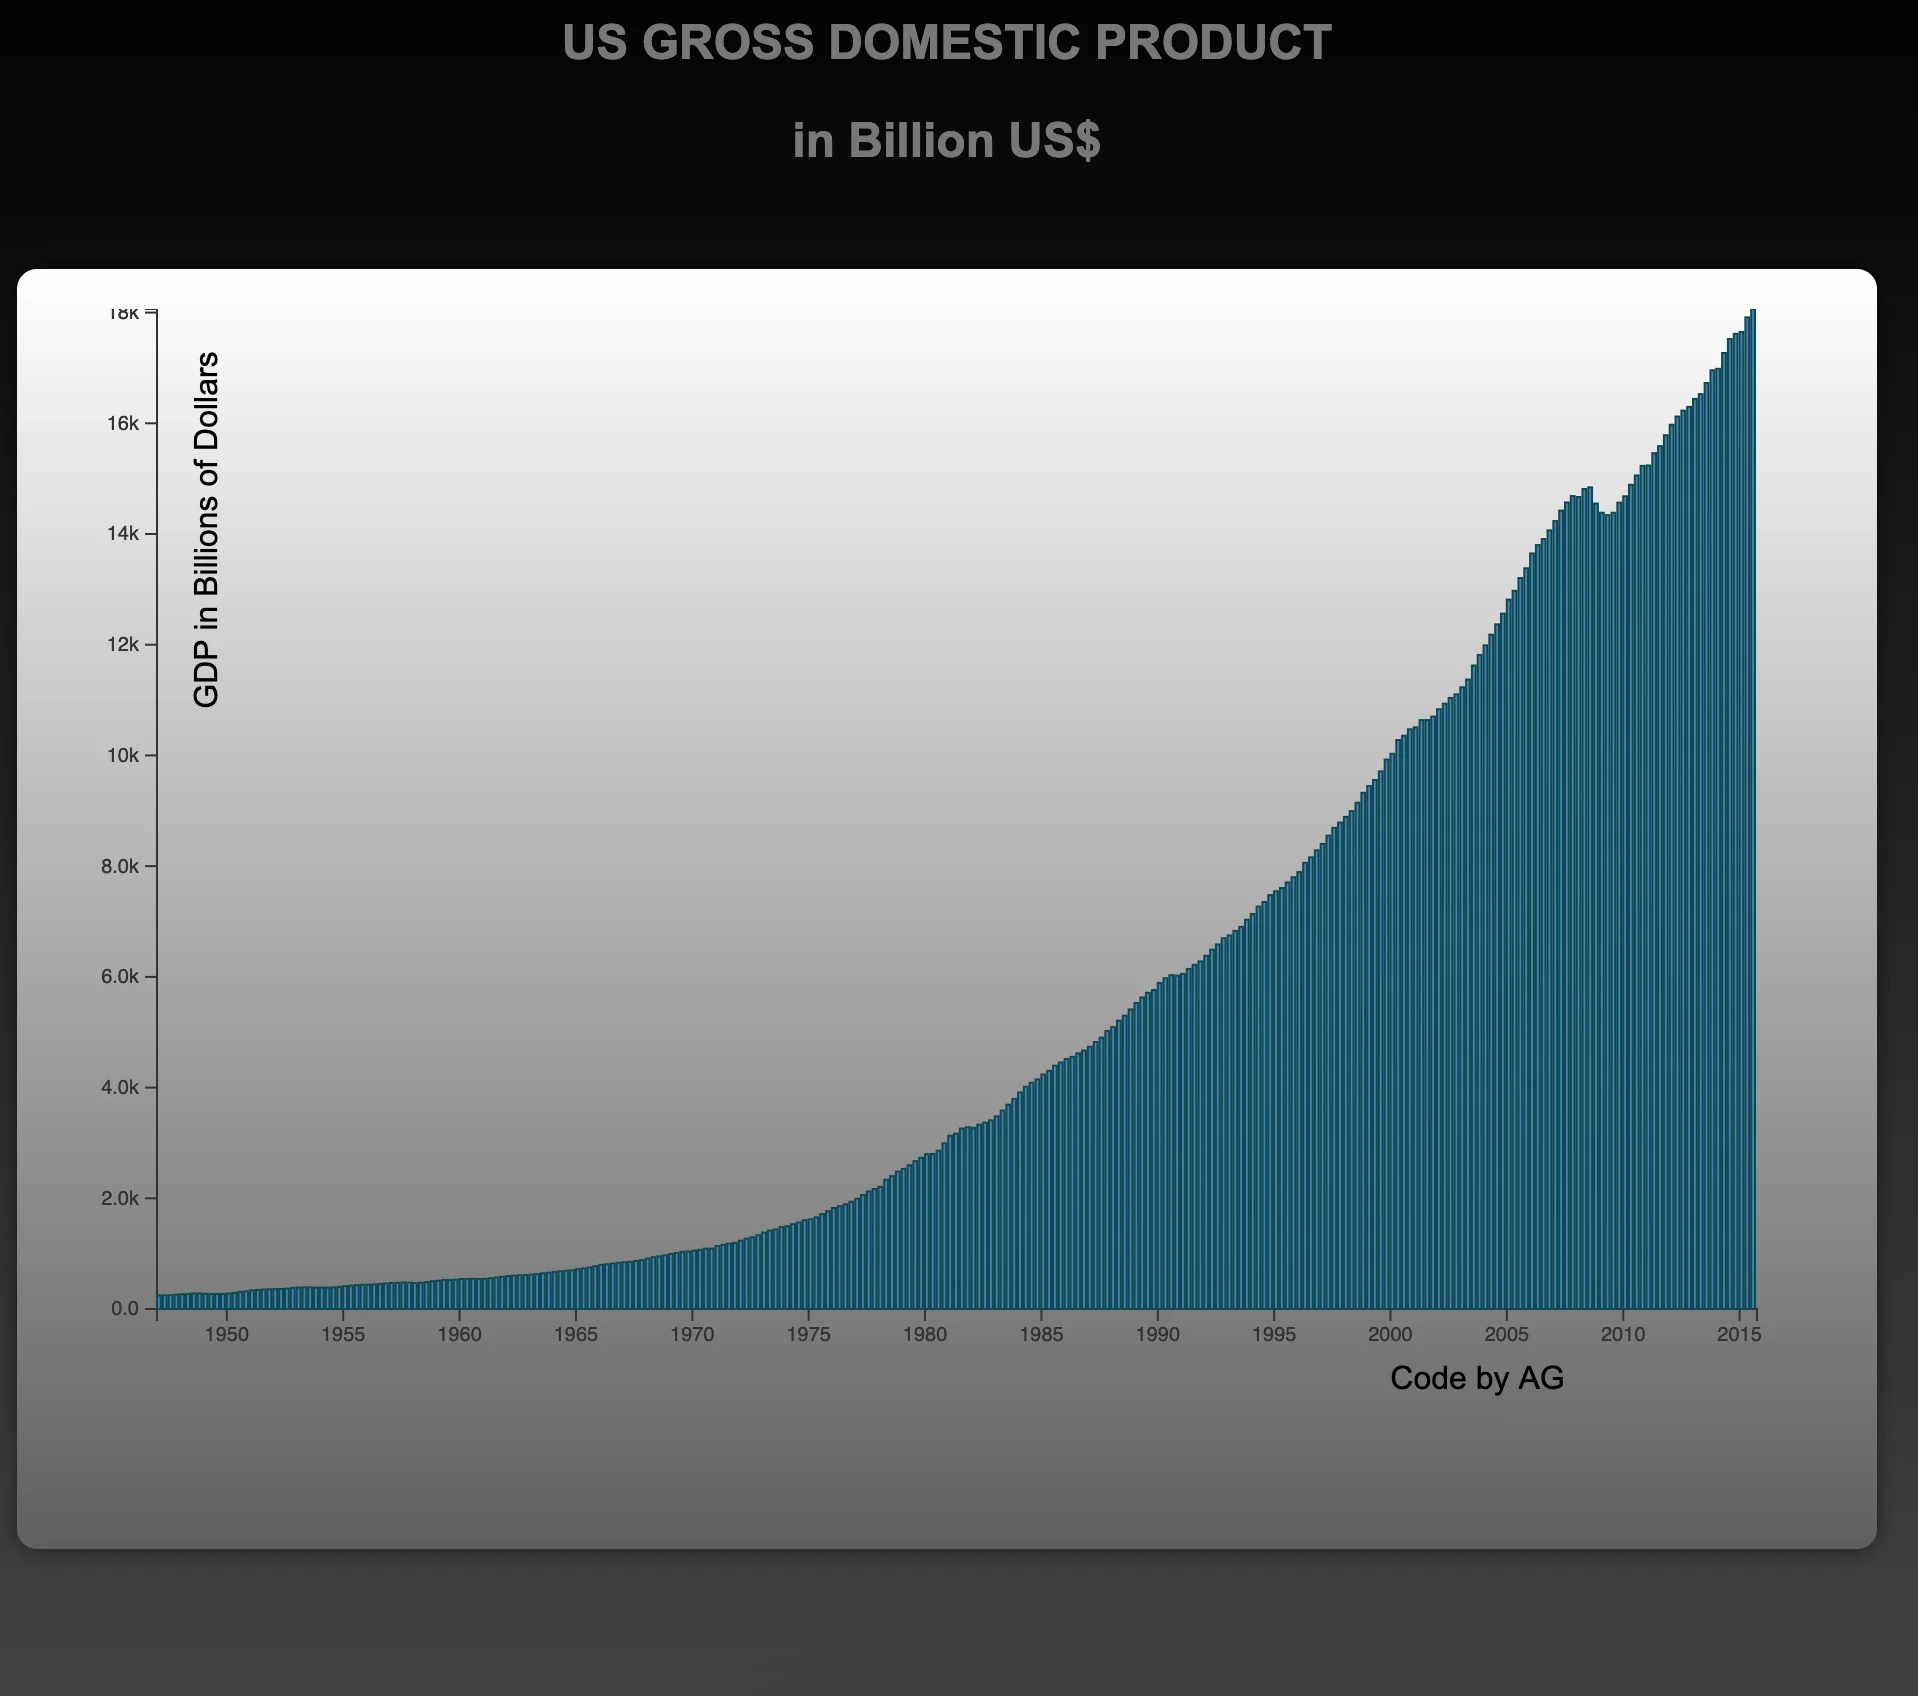 US GROSS DOMESTIC PRODUCT
in Billion US$
18k
16k
14k
12k
10k
8.0k
6.0k
4.0k
2.0k
0.0
GDP in Billions of Dollars
1950 1955 1960 1965 1970 1975 1980 1985 1990 1995 2000 2005 2010 2015
Code by AG